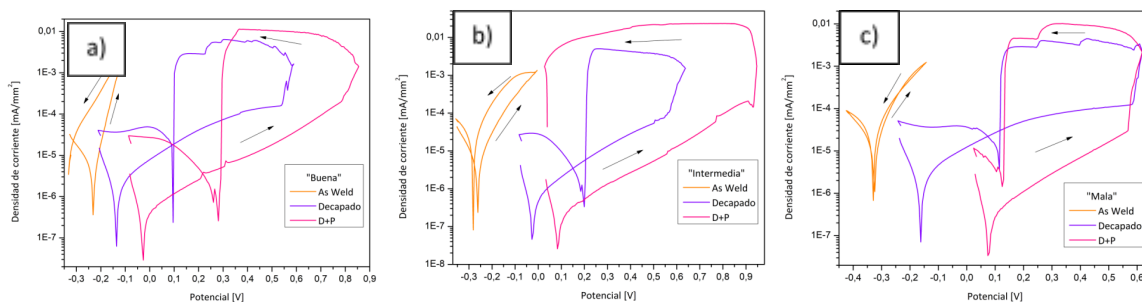 a)
Densidad de corriente [mA/mm²]
0,01
1E-3
1E-4
1E-5
1E-6
1E-7
"Buena"
As Weld
Decapado
D+P
-0,3 -0,2 -0,1 0,0 0,1 0,2 0,3 0,4 0,5 0,6 0,7 0,8 0,9
Potencial [V]
b)
Densidad de corriente [mA/mm²]
0,01
1E-3
1E-4
1E-5
1E-6
1E-7
1E-8
"Intermedia"
As Weld
Decapado
D+P
-0,3 -0,2 -0,1 0,0 0,1 0,2 0,3 0,4 0,5 0,6 0,7 0,8 0,9
Potencial [V]
c)
Densidad de corriente [mA/mm²]
0,01
1E-3
1E-4
1E-5
1E-6
1E-7
"Mala"
As Weld
Decapado
D+P
-0,4 -0,3 -0,2 -0,1 0,0 0,1 0,2 0,3 0,4 0,5 0,6
Potencial [V]